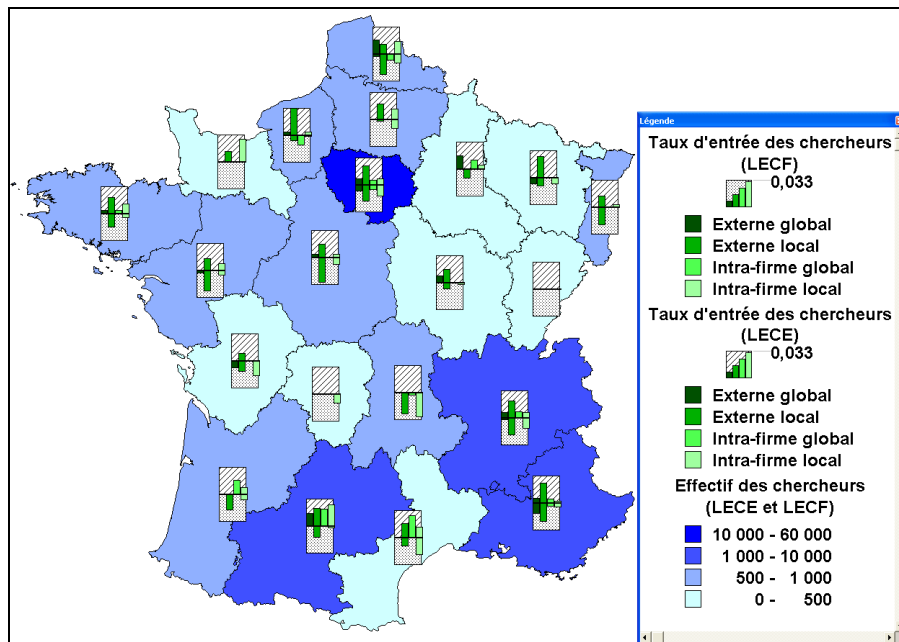 Légende
Taux d'entrée des chercheurs
(LECF)
0,033
Externe global
Externe local
Intra-firme global
Intra-firme local
Taux d'entrée des chercheurs
(LECE)
0,033
Externe global
Externe local
Intra-firme global
Intra-firme local
Effectif des chercheurs
(LECE et LECF)
10 000 - 60 000
1 000 - 10 000
500 - 1 000
0 - 500